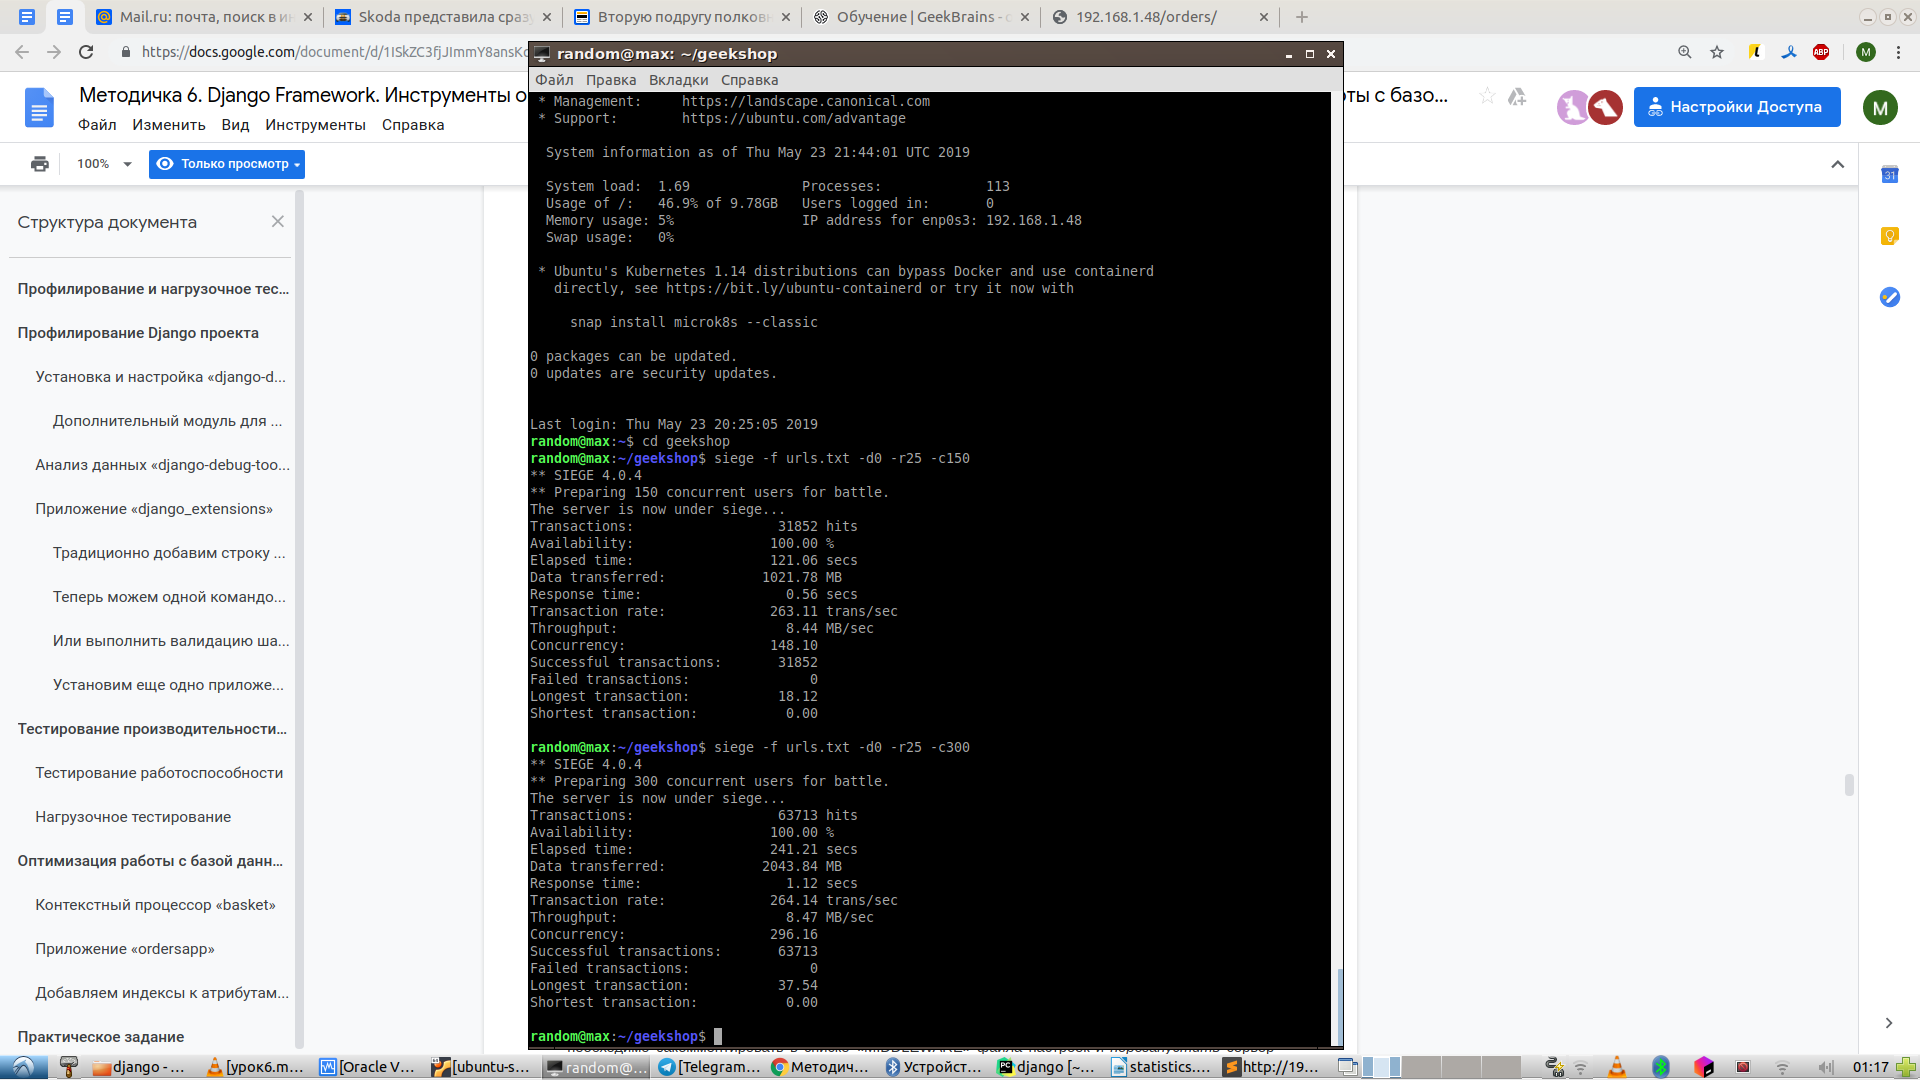 Mail.ru: почта, поиск в ин
Skoda представила сразу
Вторую подругу полковн
Обучение | GeekBrains - о
192.168.1.48/orders/
https://docs.google.com/document/d/1ISkZC3fjJImmY8ansKc
Методичка 6. Django Framework. Инструменты о
ты с базо...
Файл Изменить Вид Инструменты Справка
Настройки Доступа
M
100%
Только просмотр
Структура документа
Профилирование и нагрузочное тес...
Профилирование Django проекта
Установка и настройка «django-d...
Дополнительный модуль для ...
Анализ данных «django-debug-too...
Приложение «django_extensions»
Традиционно добавим строку ...
Теперь можем одной командо...
Или выполнить валидацию ша...
Установим еще одно приложе...
Тестирование производительности...
Тестирование работоспособности
Нагрузочное тестирование
Оптимизация работы с базой данн...
Контекстный процессор «basket»
Приложение «ordersapp»
Добавляем индексы к атрибутам...
Практическое задание
random@max: ~/geekshop
Файл Правка Вкладки Справка
* Management: https://landscape.canonical.com
* Support: https://ubuntu.com/advantage
System information as of Thu May 23 21:44:01 UTC 2019
System load: 1.69 Processes: 113
Usage of /: 46.9% of 9.78GB Users logged in: 0
Memory usage: 5% IP address for enp0s3: 192.168.1.48
Swap usage: 0%
* Ubuntu's Kubernetes 1.14 distributions can bypass Docker and use containerd
directly, see https://bit.ly/ubuntu-containerd or try it now with
snap install microk8s --classic
0 packages can be updated.
0 updates are security updates.
Last login: Thu May 23 20:25:05 2019
random@max:~$ cd geekshop
random@max:~/geekshop$ siege -f urls.txt -d0 -r25 -c150
** SIEGE 4.0.4
** Preparing 150 concurrent users for battle.
The server is now under siege...
Transactions: 31852 hits
Availability: 100.00 %
Elapsed time: 121.06 secs
Data transferred: 1021.78 MB
Response time: 0.56 secs
Transaction rate: 263.11 trans/sec
Throughput: 8.44 MB/sec
Concurrency: 148.10
Successful transactions: 31852
Failed transactions: 0
Longest transaction: 18.12
Shortest transaction: 0.00
random@max:~/geekshop$ siege -f urls.txt -d0 -r25 -c300
** SIEGE 4.0.4
** Preparing 300 concurrent users for battle.
The server is now under siege...
Transactions: 63713 hits
Availability: 100.00 %
Elapsed time: 241.21 secs
Data transferred: 2043.84 MB
Response time: 1.12 secs
Transaction rate: 264.14 trans/sec
Throughput: 8.47 MB/sec
Concurrency: 296.16
Successful transactions: 63713
Failed transactions: 0
Longest transaction: 37.54
Shortest transaction: 0.00
random@max:~/geekshop$
django - ...
[урок6.m...
[Oracle V...
[ubuntu-s...
random@...
[Telegram...
Методич...
Устройст...
django [~...
statistics....
http://19...
01:17